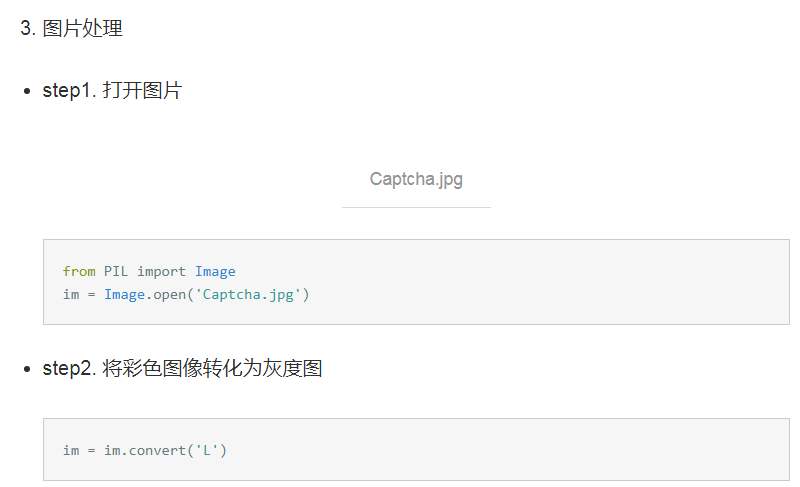 3. 图片处理
step1. 打开图片
Captcha.jpg
from PIL import Image
im = Image.open('Captcha.jpg')
step2. 将彩色图像转化为灰度图
im = im.convert('L')